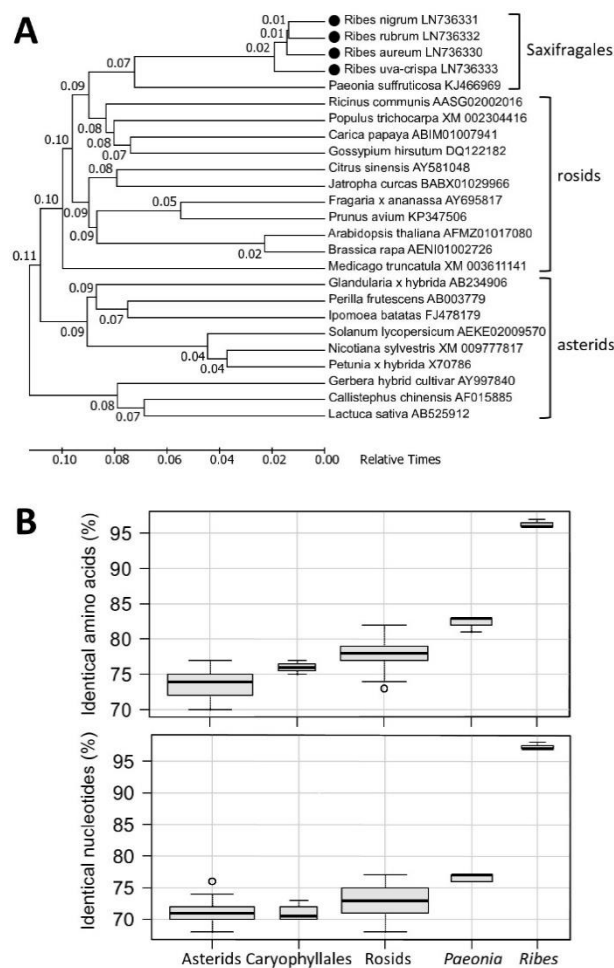 A
0.01
Ribes nigrum LN736331
0.01
Ribes rubrum LN736332
0.02
Ribes aureum LN736330
Saxifragales
Ribes uva-crispa LN736333
0.07
Paeonia suffruticosa KJ466969
0.09
Ricinus communis AASG02002016
0.08
Populus trichocarpa XM 002304416
0.10
0.08
Carica papaya ABIM01007941
0.07
Gossypium hirsutum DQ122182
0.08
Citrus sinensis AY581048
rosids
Jatropha curcas BABX01029966
0.10
0.09
0.05
Fragaria x ananassa AY695817
Prunus avium KP347506
0.09
Arabidopsis thaliana AFMZ01017080
0.02
Brassica rapa AENI01002726
0.11
Medicago truncatula XM 003611141
0.09
Glandularia x hybrida AB234906
Perilla frutescens AB003779
0.07
Ipomoea batatas FJ478179
0.09
Solanum lycopersicum AEKE02009570
asterids
0.04
Nicotiana sylvestris XM 009777817
0.04
Petunia x hybrida X70786
Gerbera hybrid cultivar AY997840
0.08
Callistephus chinensis AF015885
0.07
Lactuca sativa AB525912
0.10 0.08 0.06 0.04 0.02 0.00 Relative Times
B
Identical amino acids (%)
95
90
85
80
75
70
Identical nucleotides (%)
95
90
85
80
75
70
Asterids Caryophyllales Rosids Paeonia Ribes